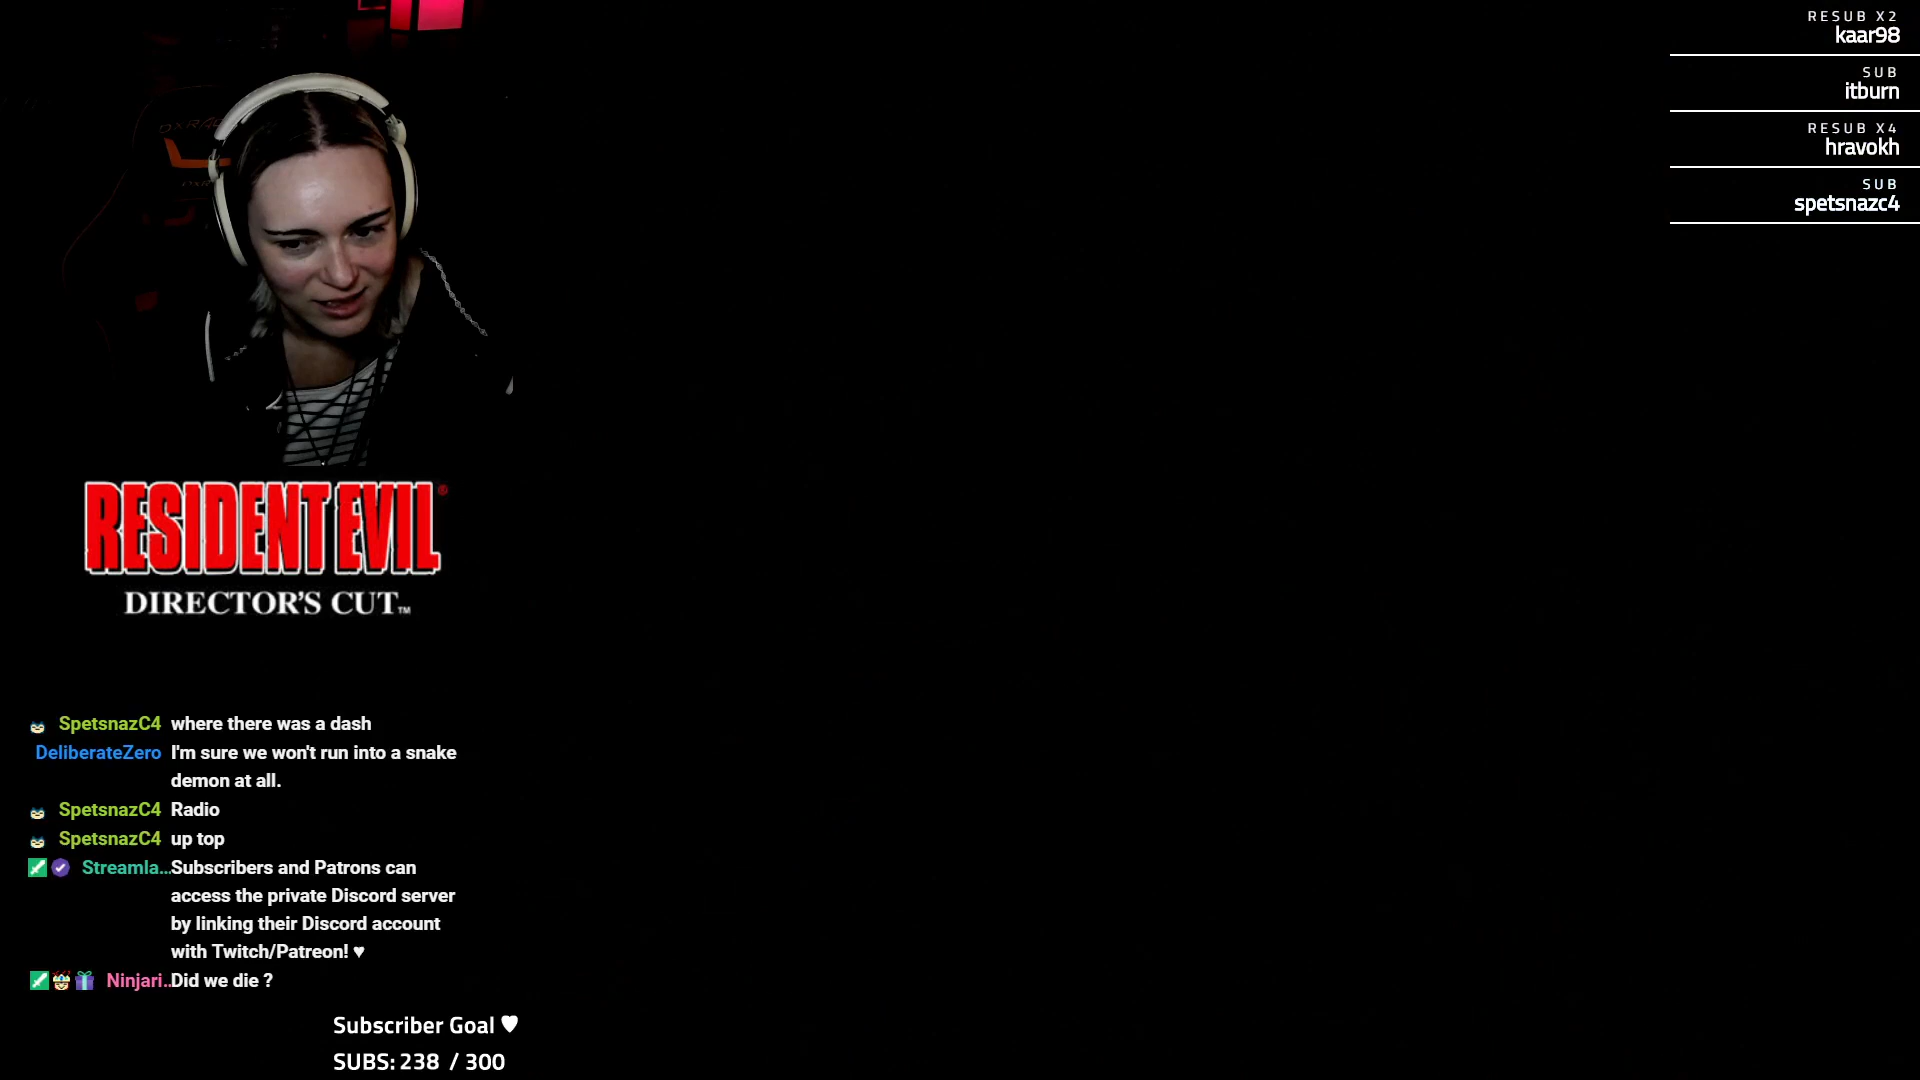 RESUB X2
kaar98
SUB
itburn
RESUB X4
hravokh
SUB
spetsnazc4
RESIDENT EVIL®
DIRECTOR'S CUT™
SpetsnazC4 where there was a dash
DeliberateZero I'm sure we won't run into a snake
demon at all.
SpetsnazC4 Radio
SpetsnazC4 up top
Streamla... Subscribers and Patrons can
access the private Discord server
by linking their Discord account
with Twitch/Patreon! ♥
Ninjari... Did we die ?
Subscriber Goal ♥
SUBS: 238 / 300